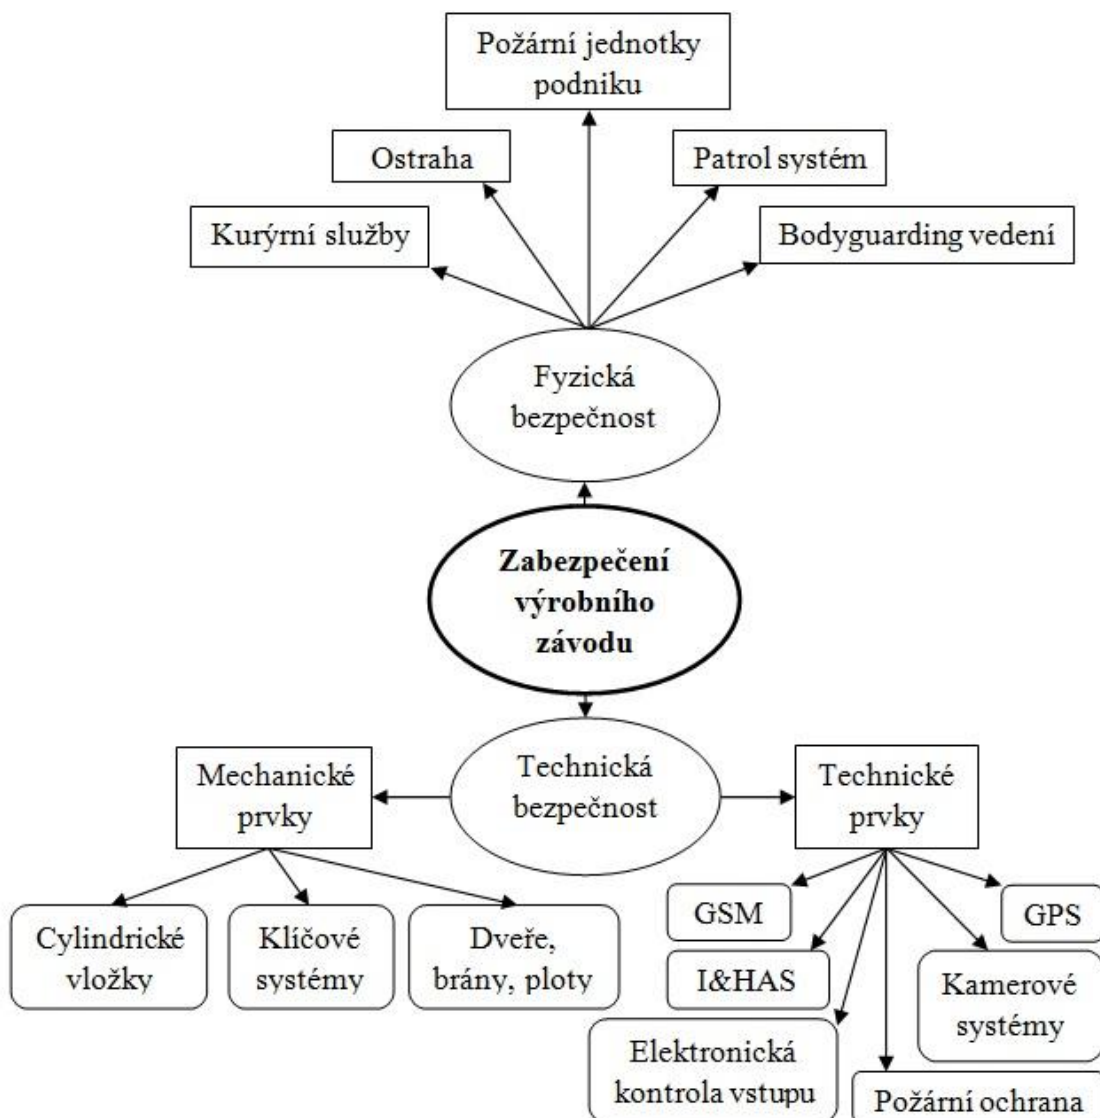 Požární jednotky
podniku
Ostraha
Patrol systém
Kurýrní služby
Bodyguarding vedení
Fyzická
bezpečnost
Zabezpečení
výrobního
závodu
Technická
bezpečnost
Mechanické
prvky
Technické
prvky
Cylindrické
vložky
Klíčové
systémy
Dveře,
brány, ploty
GSM
GPS
I&HAS
Kamerové
systémy
Elektronická
kontrola vstupu
Požární ochrana